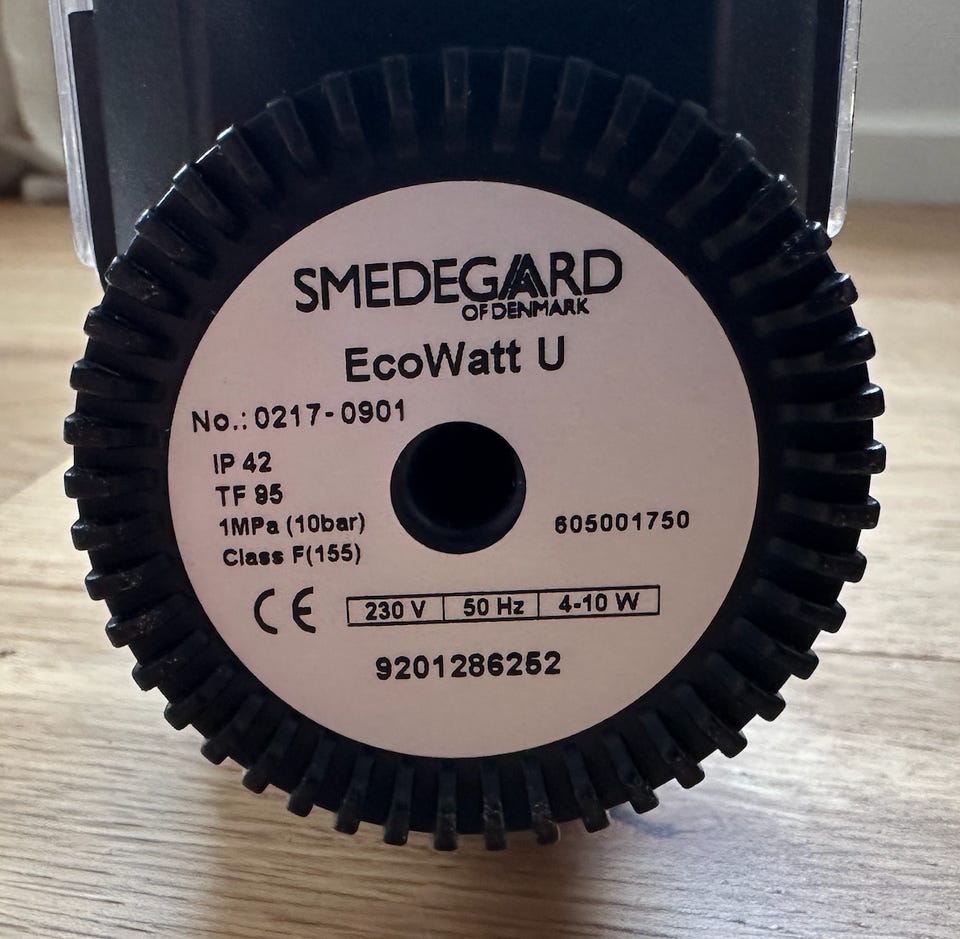 SMEDEGAARD
OF DENMARK
EcoWatt U
No.: 0217-0901
IP 42
TF 95
1MPa (10bar)
Class F(155)
605001750
CE
230 V 50 Hz 4-10 W
9201286252